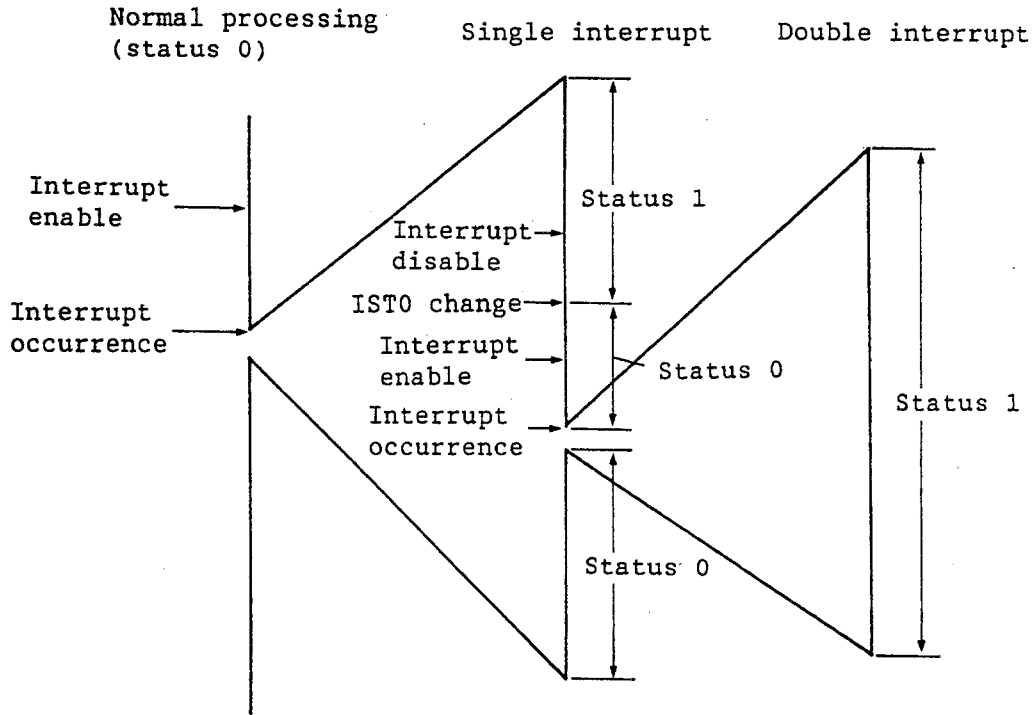 Normal processing
(status 0)
Single interrupt
Double interrupt
Interrupt
enable
Interrupt
occurrence
Status 1
Interrupt
disable
IST0 change
Interrupt
enable
Status 0
Interrupt
occurrence
Status 1
Status 0